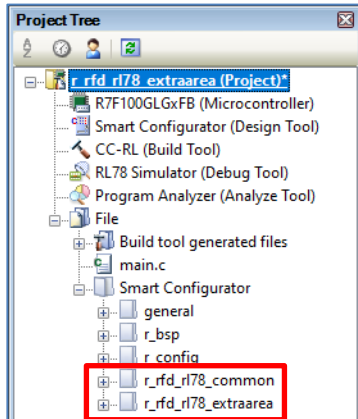 Project Tree
r_rfd_rl78_extraarea (Project)*
R7F100GLGxFB (Microcontroller)
Smart Configurator (Design Tool)
CC-RL (Build Tool)
RL78 Simulator (Debug Tool)
Program Analyzer (Analyze Tool)
File
Build tool generated files
main.c
Smart Configurator
general
r_bsp
r_config
r_rfd_rl78_common
r_rfd_rl78_extraarea